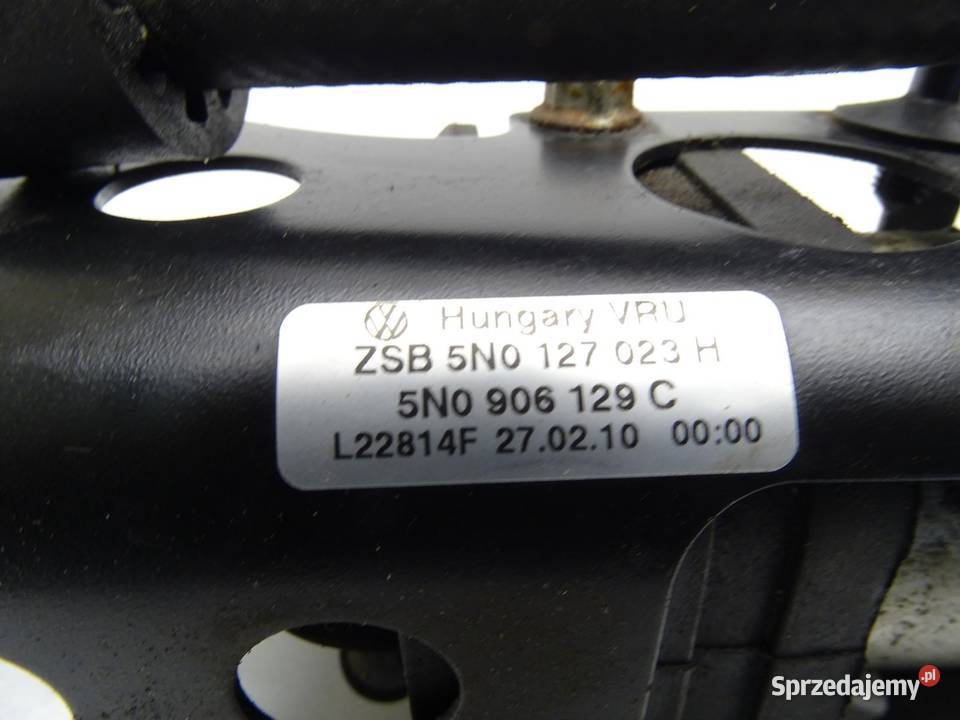 Hungary VRU
ZSB 5N0 127 023 H
5N0 906 129 C
L22814F 27.02.10 00:00
Sprzedajemy.pl